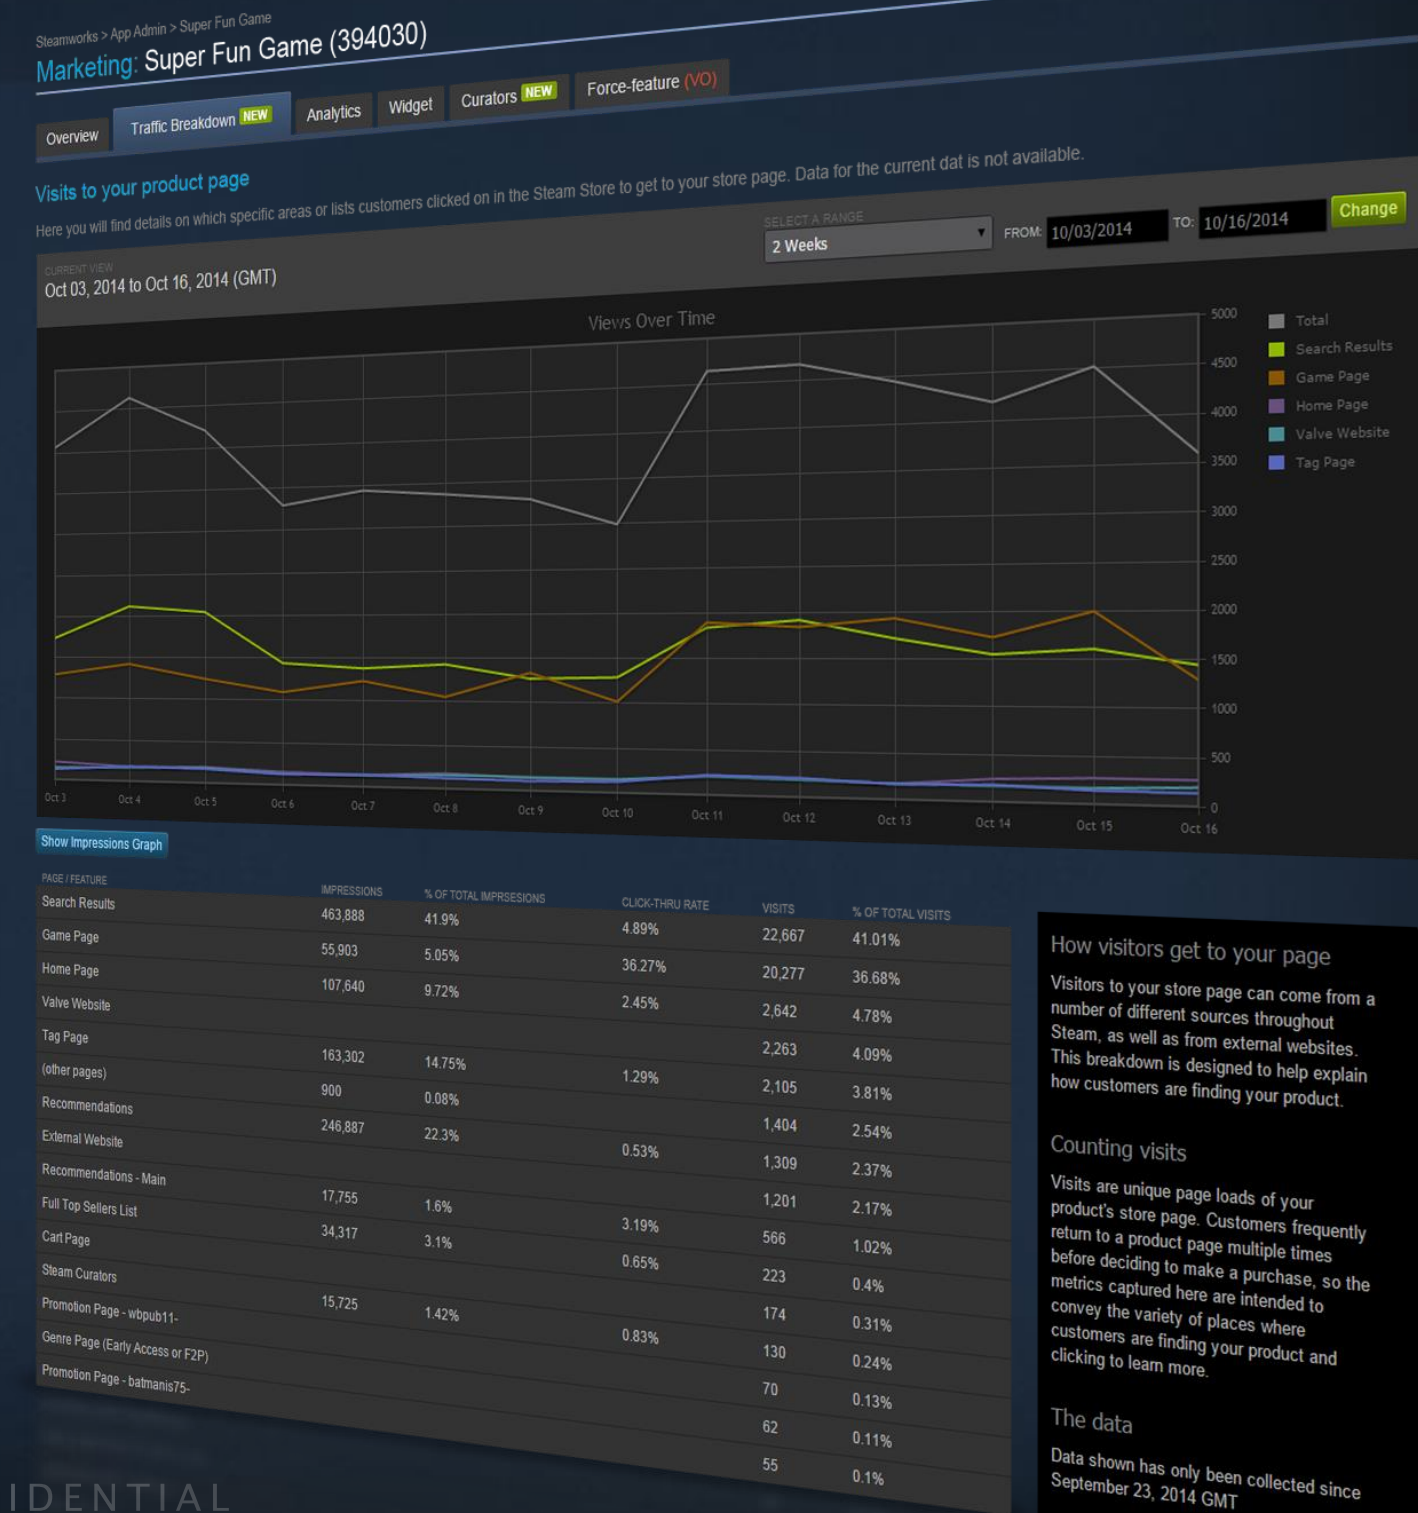 Steamworks > App Admin > Super Fun Game
Marketing: Super Fun Game (394030)
Overview
Traffic Breakdown NEW
Analytics
Widget
Curators NEW
Force-feature (VO)
Visits to your product page
Here you will find details on which specific areas or lists customers clicked on in the Steam Store to get to your store page. Data for the current dat is not available.
CURRENT VIEW
Oct 03, 2014 to Oct 16, 2014 (GMT)
SELECT A RANGE
2 Weeks
FROM: 10/03/2014 TO: 10/16/2014 Change
Views Over Time
5000
4500
4000
3500
3000
2500
2000
1500
1000
500
0
Total
Search Results
Game Page
Home Page
Valve Website
Tag Page
Oct 3 Oct 4 Oct 5 Oct 6 Oct 7 Oct 8 Oct 9 Oct 10 Oct 11 Oct 12 Oct 13 Oct 14 Oct 15 Oct 16
Show Impressions Graph
PAGE / FEATURE IMPRESSIONS % OF TOTAL IMPRSESIONS CLICK-THRU RATE VISITS % OF TOTAL VISITS
Search Results 463,888 41.9% 4.89% 22,667 41.01%
Game Page 55,903 5.05% 36.27% 20,277 36.68%
Home Page 107,640 9.72% 2.45% 2,642 4.78%
Valve Website 2,263 4.09%
Tag Page 163,302 14.75% 1.29% 2,105 3.81%
(other pages) 900 0.08% 1,404 2.54%
Recommendations 246,887 22.3% 0.53% 1,309 2.37%
External Website 1,201 2.17%
Recommendations - Main 17,755 1.6% 3.19% 566 1.02%
Full Top Sellers List 34,317 3.1% 0.65% 223 0.4%
Cart Page 174 0.31%
Steam Curators 15,725 1.42% 0.83% 130 0.24%
Promotion Page - wbpub11- 70 0.13%
Genre Page (Early Access or F2P) 62 0.11%
Promotion Page - batmanis75- 55 0.1%
How visitors get to your page
Visitors to your store page can come from a
number of different sources throughout
Steam, as well as from external websites.
This breakdown is designed to help explain
how customers are finding your product.
Counting visits
Visits are unique page loads of your
product's store page. Customers frequently
return to a product page multiple times
before deciding to make a purchase, so the
metrics captured here are intended to
convey the variety of places where
customers are finding your product and
clicking to learn more.
The data
Data shown has only been collected since
September 23, 2014 GMT
IDENTIAL